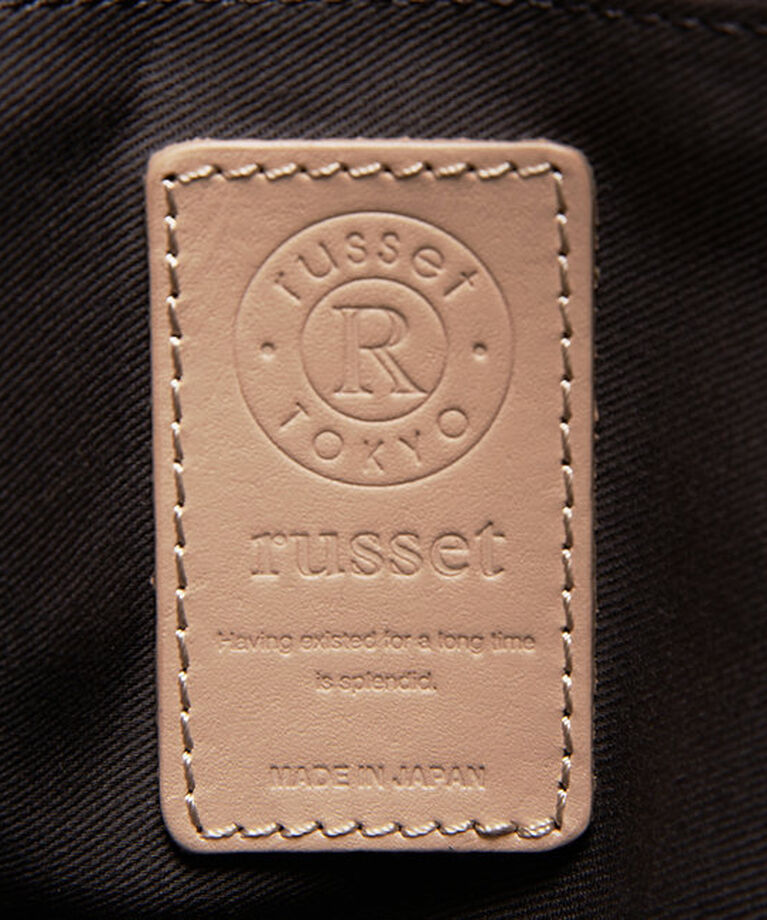 russet
R
TOKYO
russet
Having existed for a long time
is splendid.
MADE IN JAPAN